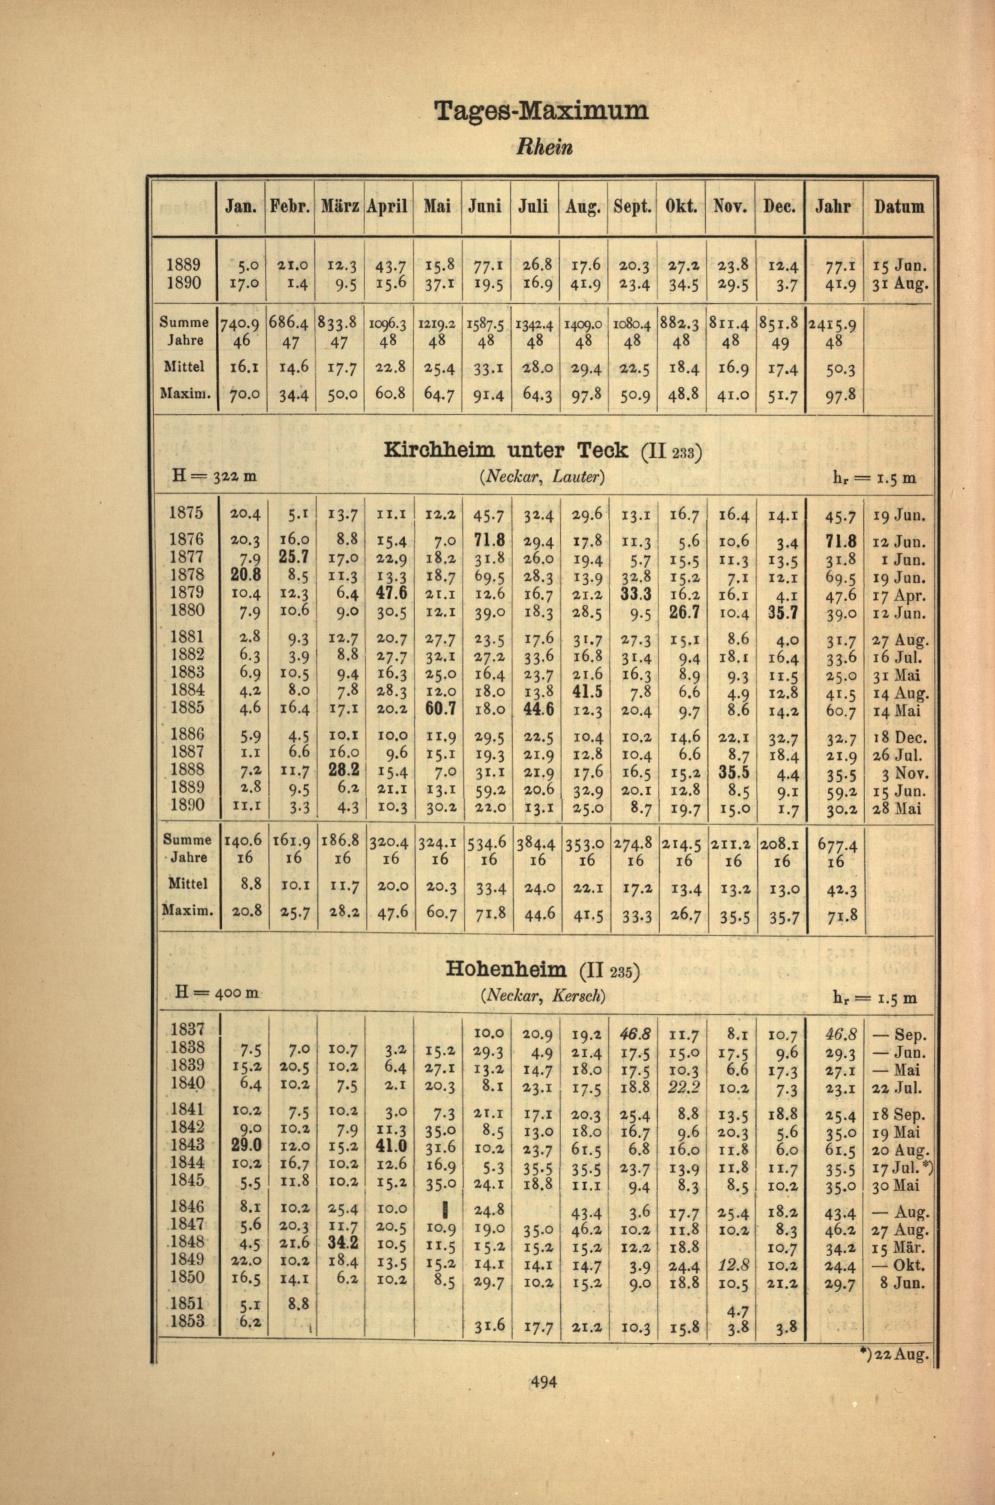 Tages-Maximum
Rhein
Jan. Febr. März April Mai Juni Juli Aug. Sept. Okt. Nov. Dec. Jahr Datum
1889 5.0 21.0 12.3 43.7 15.8 77.1 26.8 17.6 20.3 27.2 23.8 12.4 77.1 15 Jun.
1890 17.0 1.4 9.5 15.6 37.1 19.5 16.9 41.9 23.4 34.5 29.5 3.7 41.9 31 Aug.
Summe 740.9 686.4 833.8 1096.3 1219.2 1587.5 1342.4 1409.0 1080.4 882.3 811.4 851.8 2415.9
Jahre 46 47 47 48 48 48 48 48 48 48 48 49 48
Mittel 16.1 14.6 17.7 22.8 25.4 33.1 28.0 29.4 22.5 18.4 16.9 17.4 50.3
Maxim. 70.0 34.4 50.0 60.8 64.7 91.4 64.3 97.8 50.9 48.8 41.0 51.7 97.8
Kirchheim unter Teck (II 233)
H = 322 m (Neckar, Lauter) hr = 1.5 m
1875 20.4 5.1 13.7 11.1 12.2 45.7 32.4 29.6 13.1 16.7 16.4 14.1 45.7 19 Jun.
1876 20.3 16.0 8.8 15.4 7.0 71.8 29.4 17.8 11.3 5.6 10.6 3.4 71.8 12 Jun.
1877 7.9 25.7 17.0 22.9 18.2 31.8 26.0 19.4 5.7 15.5 11.3 13.5 31.8 1 Jun.
1878 20.8 8.5 11.3 13.3 18.7 69.5 28.3 13.9 32.8 15.2 7.1 12.1 69.5 19 Jun.
1879 10.4 12.3 6.4 47.6 21.1 12.6 16.7 21.2 33.3 16.2 16.1 4.1 47.6 17 Apr.
1880 7.9 10.6 9.0 30.5 12.1 39.0 18.3 28.5 9.5 26.7 10.4 35.7 39.0 12 Jun.
1881 2.8 9.3 12.7 20.7 27.7 23.5 17.6 31.7 27.3 15.1 8.6 4.0 31.7 27 Aug.
1882 6.3 3.9 8.8 27.7 32.1 27.2 33.6 16.8 31.4 9.4 18.1 16.4 33.6 16 Jul.
1883 6.9 10.5 9.4 16.3 25.0 16.4 23.7 21.6 16.3 8.9 9.3 11.5 25.0 31 Mai
1884 4.2 8.0 7.8 28.3 12.0 18.0 13.8 41.5 7.8 6.6 4.9 12.8 41.5 14 Aug.
1885 4.6 16.4 17.1 20.2 60.7 18.0 44.6 12.3 20.4 9.7 8.6 14.2 60.7 14 Mai
1886 5.9 4.5 10.1 10.0 11.9 29.5 22.5 10.4 10.2 14.6 22.1 32.7 32.7 18 Dec.
1887 1.1 6.6 16.0 9.6 15.1 19.3 21.9 12.8 10.4 6.6 8.7 18.4 21.9 26 Jul.
1888 7.2 11.7 28.2 15.4 7.0 31.1 21.9 17.6 16.5 15.2 35.5 4.4 35.5 3 Nov.
1889 2.8 9.5 6.2 21.1 13.1 59.2 20.6 32.9 20.1 12.8 8.5 9.1 59.2 15 Jun.
1890 11.1 3.3 4.3 10.3 30.2 22.0 13.1 25.0 8.7 19.7 15.0 1.7 30.2 28 Mai
Summe 140.6 161.9 186.8 320.4 324.1 534.6 384.4 353.0 274.8 214.5 211.2 208.1 677.4
Jahre 16 16 16 16 16 16 16 16 16 16 16 16 16
Mittel 8.8 10.1 11.7 20.0 20.3 33.4 24.0 22.1 17.2 13.4 13.2 13.0 42.3
Maxim. 20.8 25.7 28.2 47.6 60.7 71.8 44.6 41.5 33.3 26.7 35.5 35.7 71.8
Hohenheim (II 235)
H = 400 m (Neckar, Kersch) hr = 1.5 m
1837 10.0 20.9 19.2 46.8 11.7 8.1 10.7 46.8 — Sep.
1838 7.5 7.0 10.7 3.2 15.2 29.3 4.9 21.4 17.5 15.0 17.5 9.6 29.3 — Jun.
1839 15.2 20.5 10.2 6.4 27.1 13.2 14.7 18.0 17.5 10.3 6.6 17.3 27.1 — Mai
1840 6.4 10.2 7.5 2.1 20.3 8.1 23.1 17.5 18.8 22.2 10.2 7.3 23.1 22 Jul.
1841 10.2 7.5 10.2 3.0 7.3 21.1 17.1 20.3 25.4 8.8 13.5 18.8 25.4 18 Sep.
1842 9.0 10.2 7.9 11.3 35.0 8.5 13.0 18.0 16.7 9.6 20.3 5.6 35.0 19 Mai
1843 29.0 12.0 15.2 41.0 31.6 10.2 23.7 61.5 6.8 16.0 11.8 6.0 61.5 20 Aug.
1844 10.2 16.7 10.2 12.6 16.9 5.3 35.5 35.5 23.7 13.9 11.8 11.7 35.5 17 Jul. *)
1845 5.5 11.8 10.2 15.2 35.0 24.1 18.8 11.1 9.4 8.3 8.5 10.2 35.0 30 Mai
1846 8.1 10.2 25.4 10.0 24.8 43.4 3.6 17.7 25.4 18.2 43.4 — Aug.
1847 5.6 20.3 11.7 20.5 10.9 19.0 35.0 46.2 10.2 11.8 10.2 8.3 46.2 27 Aug.
1848 4.5 21.6 34.2 10.5 11.5 15.2 15.2 15.2 12.2 18.8 10.7 34.2 15 Mär.
1849 22.0 10.2 18.4 13.5 15.2 14.1 14.1 14.7 3.9 24.4 12.8 10.2 24.4 — Okt.
1850 16.5 14.1 6.2 10.2 8.5 29.7 10.2 15.2 9.0 18.8 10.5 21.2 29.7 8 Jun.
1851 5.1 8.8 4.7
1853 6.2 31.6 17.7 21.2 10.3 15.8 3.8 3.8
*) 22 Aug.
494